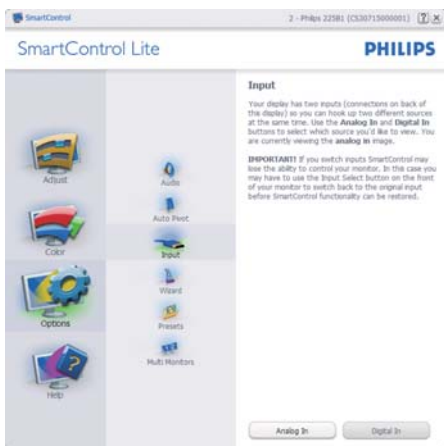 SmartControl
2 - Philips 225B1 (CS30715000001)
SmartControl Lite
PHILIPS
Adjust
Color
Options
Help
Audio
Auto Pivot
Input
Wizard
Presets
Multi Monitors
Input
Your display has two inputs (connections on back of
this display) so you can hook up two different sources
at the same time. Use the Analog In and Digital In
buttons to select which source you'd like to view. You
are currently viewing the analog in image.
IMPORTANT! If you switch inputs SmartControl may
lose the ability to control your monitor. In this case you
may have to use the Input Select button on the front
of your monitor to switch back to the original input
before SmartControl functionality can be restored.
Analog In
Digital In